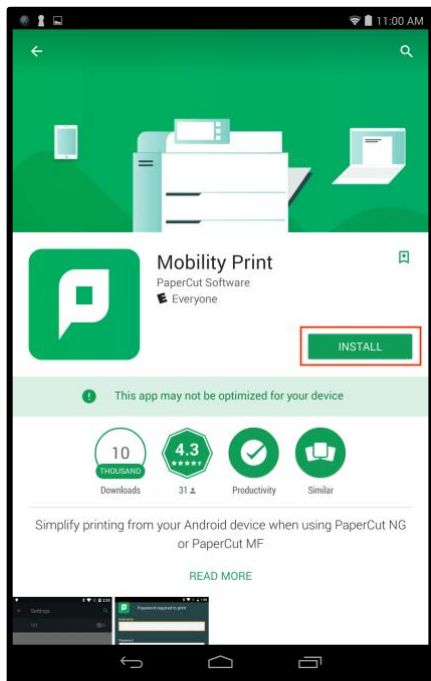 11:00 AM
Mobility Print
PaperCut Software
E Everyone
INSTALL
This app may not be optimized for your device
10
THOUSAND
4.3
Downloads
31
Productivity
Similar
Simplify printing from your Android device when using PaperCut NG
or PaperCut MF
READ MORE
Settings
Password required to print
Username
Password